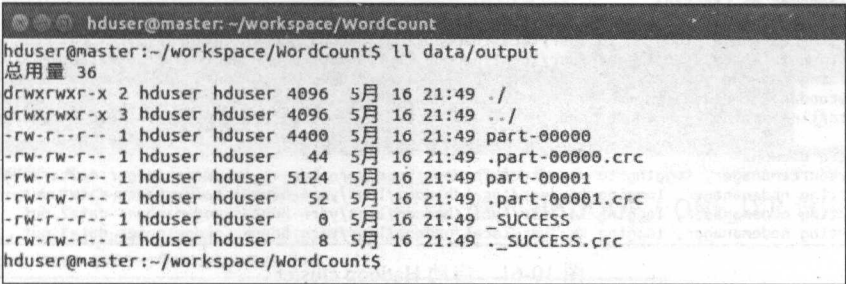 hduser@master: ~/workspace/WordCount
hduser@master:~/workspace/WordCount$ ll data/output
总用量 36
drwxrwxr-x 2 hduser hduser 4096 5月 16 21:49 ./
drwxrwxr-x 3 hduser hduser 4096 5月 16 21:49 ../
-rw-r--r-- 1 hduser hduser 4400 5月 16 21:49 part-00000
-rw-rw-r-- 1 hduser hduser 44 5月 16 21:49 .part-00000.crc
-rw-r--r-- 1 hduser hduser 5124 5月 16 21:49 part-00001
-rw-rw-r-- 1 hduser hduser 52 5月 16 21:49 .part-00001.crc
-rw-r--r-- 1 hduser hduser 0 5月 16 21:49 _SUCCESS
-rw-rw-r-- 1 hduser hduser 8 5月 16 21:49 ._SUCCESS.crc
hduser@master:~/workspace/WordCount$